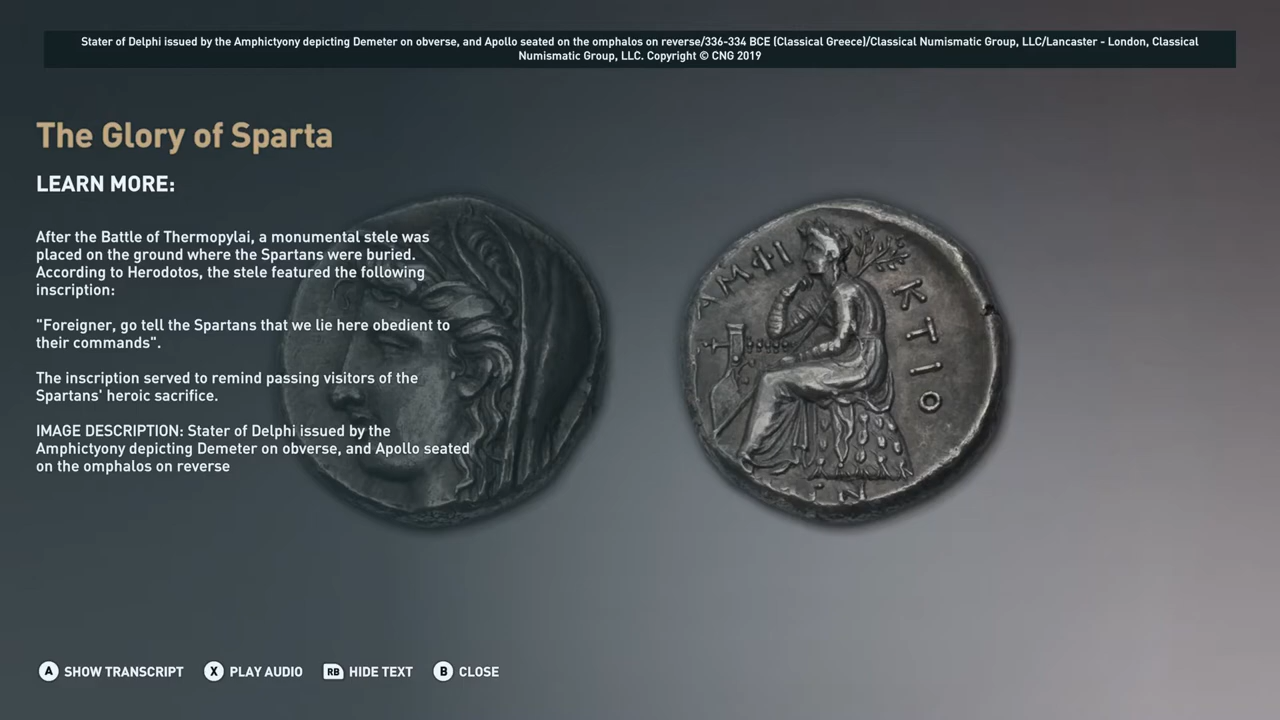 Stater of Delphi issued by the Amphictyony depicting Demeter on obverse, and Apollo seated on the omphalos on reverse/336-334 BCE (Classical Greece)/Classical Numismatic Group, LLC/Lancaster - London, Classical
Numismatic Group, LLC. Copyright © CNG 2019
The Glory of Sparta
LEARN MORE:
After the Battle of Thermopylai, a monumental stele was
placed on the ground where the Spartans were buried.
According to Herodotos, the stele featured the following
inscription:
"Foreigner, go tell the Spartans that we lie here obedient to
their commands".
The inscription served to remind passing visitors of the
Spartans' heroic sacrifice.
IMAGE DESCRIPTION: Stater of Delphi issued by the
Amphictyony depicting Demeter on obverse, and Apollo seated
on the omphalos on reverse
ΑΜΦΙ
ΚΤΙΟ
ΙΝ
A SHOW TRANSCRIPT X PLAY AUDIO RB HIDE TEXT B CLOSE